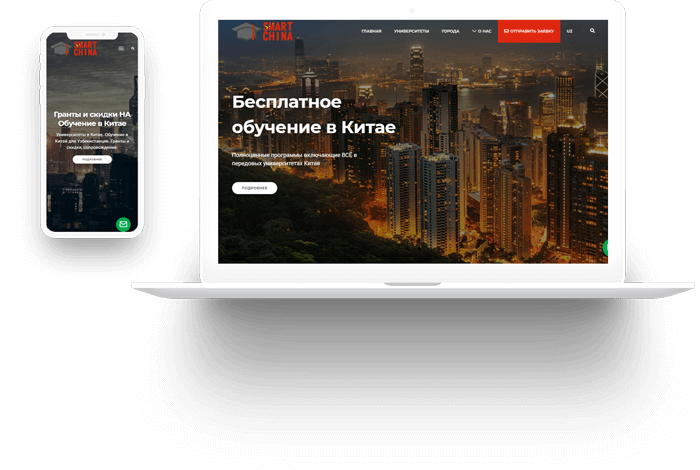 SMART
CHINA
Гранты и скидки НА
Обучение в Китае
Университеты в Китае. Обучение в
Китае для Узбекистанцев. Гранты и
скидки, сопровождение.
ПОДРОБНЕЕ
SMART
CHINA
ГЛАВНАЯ
УНИВЕРСИТЕТЫ
ГОРОДА
О НАС
ОТПРАВИТЬ ЗАЯВКУ
UZ
Бесплатное
обучение в Китае
Полноценные программы включающие ВСЁ, в
передовых университетах Китая
ПОДРОБНЕЕ